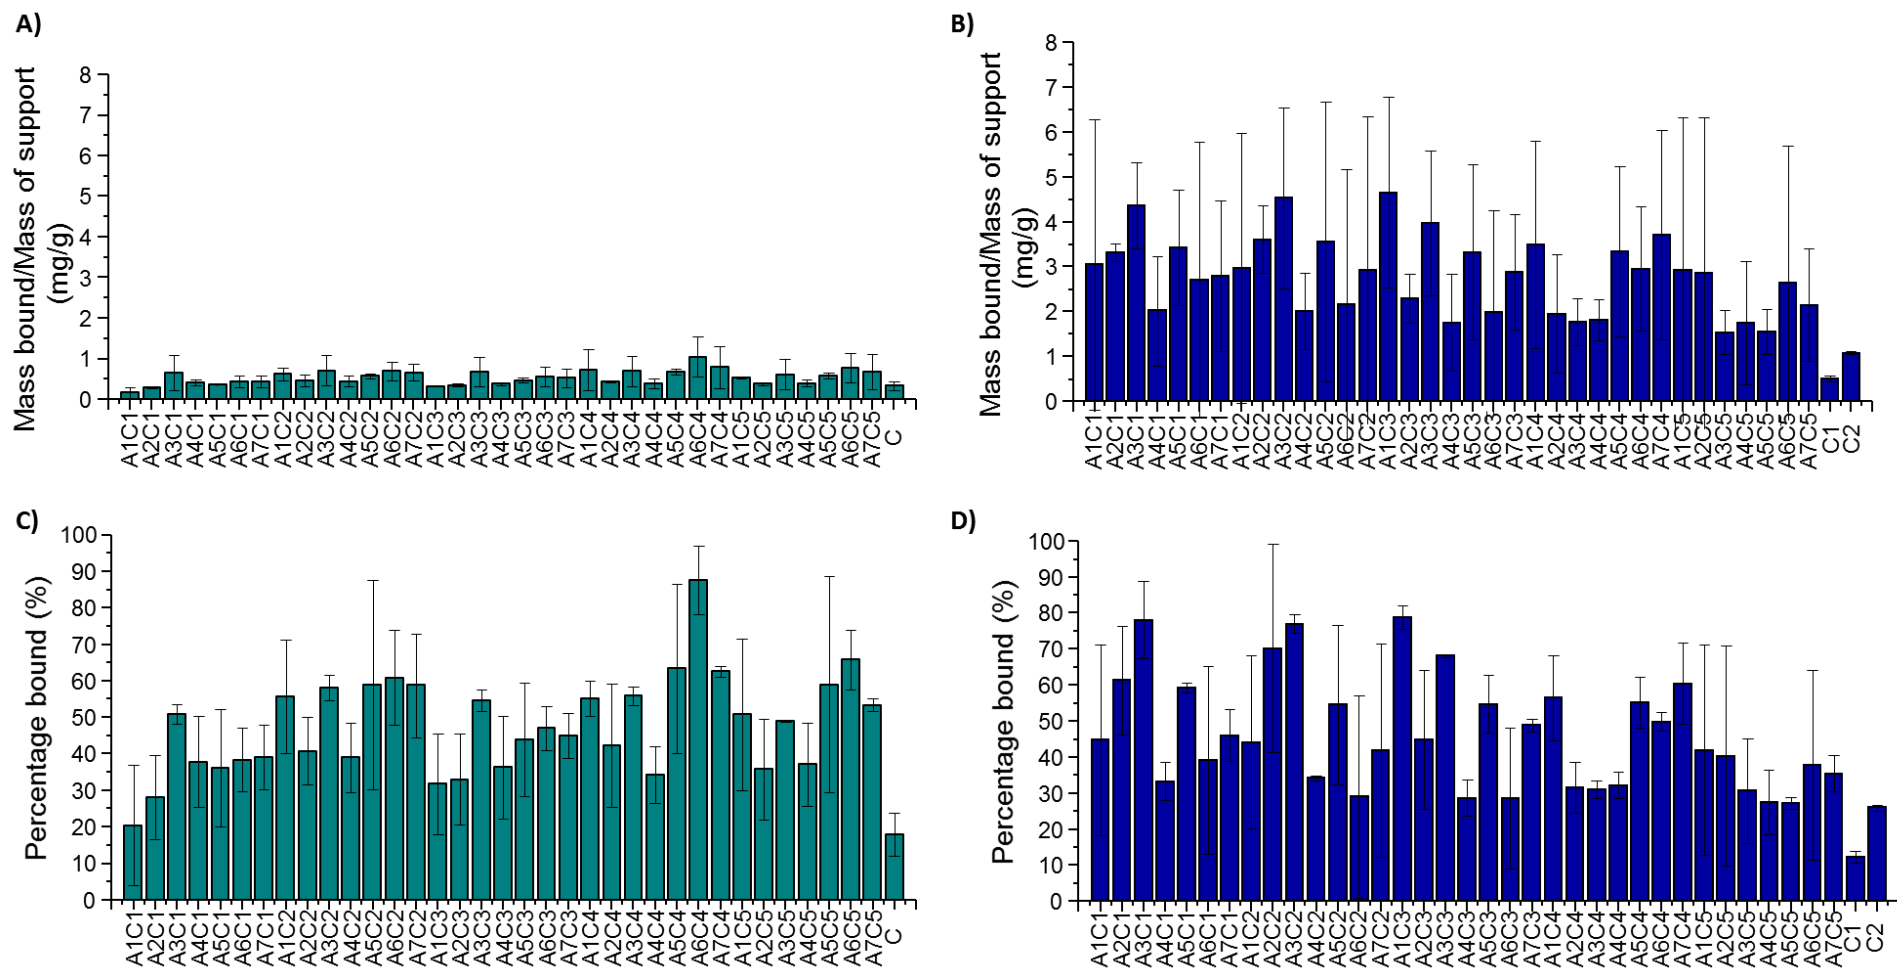 A)
Mass bound/Mass of support
(mg/g)
8
7
6
5
4
3
2
1
0
A1C1 A2C1 A3C1 A4C1 A5C1 A6C1 A7C1 A1C2 A2C2 A3C2 A4C2 A5C2 A6C2 A7C2 A1C3 A2C3 A3C3 A4C3 A5C3 A6C3 A7C3 A1C4 A2C4 A3C4 A4C4 A5C4 A6C4 A7C4 A1C5 A2C5 A3C5 A4C5 A5C5 A6C5 A7C5 C
B)
Mass bound/Mass of support
(mg/g)
8
7
6
5
4
3
2
1
0
A1C1 A2C1 A3C1 A4C1 A5C1 A6C1 A7C1 A1C2 A2C2 A3C2 A4C2 A5C2 A6C2 A7C2 A1C3 A2C3 A3C3 A4C3 A5C3 A6C3 A7C3 A1C4 A2C4 A3C4 A4C4 A5C4 A6C4 A7C4 A1C5 A2C5 A3C5 A4C5 A5C5 A6C5 A7C5 C1 C2
C)
Percentage bound (%)
100
90
80
70
60
50
40
30
20
10
0
A1C1 A2C1 A3C1 A4C1 A5C1 A6C1 A7C1 A1C2 A2C2 A3C2 A4C2 A5C2 A6C2 A7C2 A1C3 A2C3 A3C3 A4C3 A5C3 A6C3 A7C3 A1C4 A2C4 A3C4 A4C4 A5C4 A6C4 A7C4 A1C5 A2C5 A3C5 A4C5 A5C5 A6C5 A7C5 C
D)
Percentage bound (%)
100
90
80
70
60
50
40
30
20
10
0
A1C1 A2C1 A3C1 A4C1 A5C1 A6C1 A7C1 A1C2 A2C2 A3C2 A4C2 A5C2 A6C2 A7C2 A1C3 A2C3 A3C3 A4C3 A5C3 A6C3 A7C3 A1C4 A2C4 A3C4 A4C4 A5C4 A6C4 A7C4 A1C5 A2C5 A3C5 A4C5 A5C5 A6C5 A7C5 C1 C2